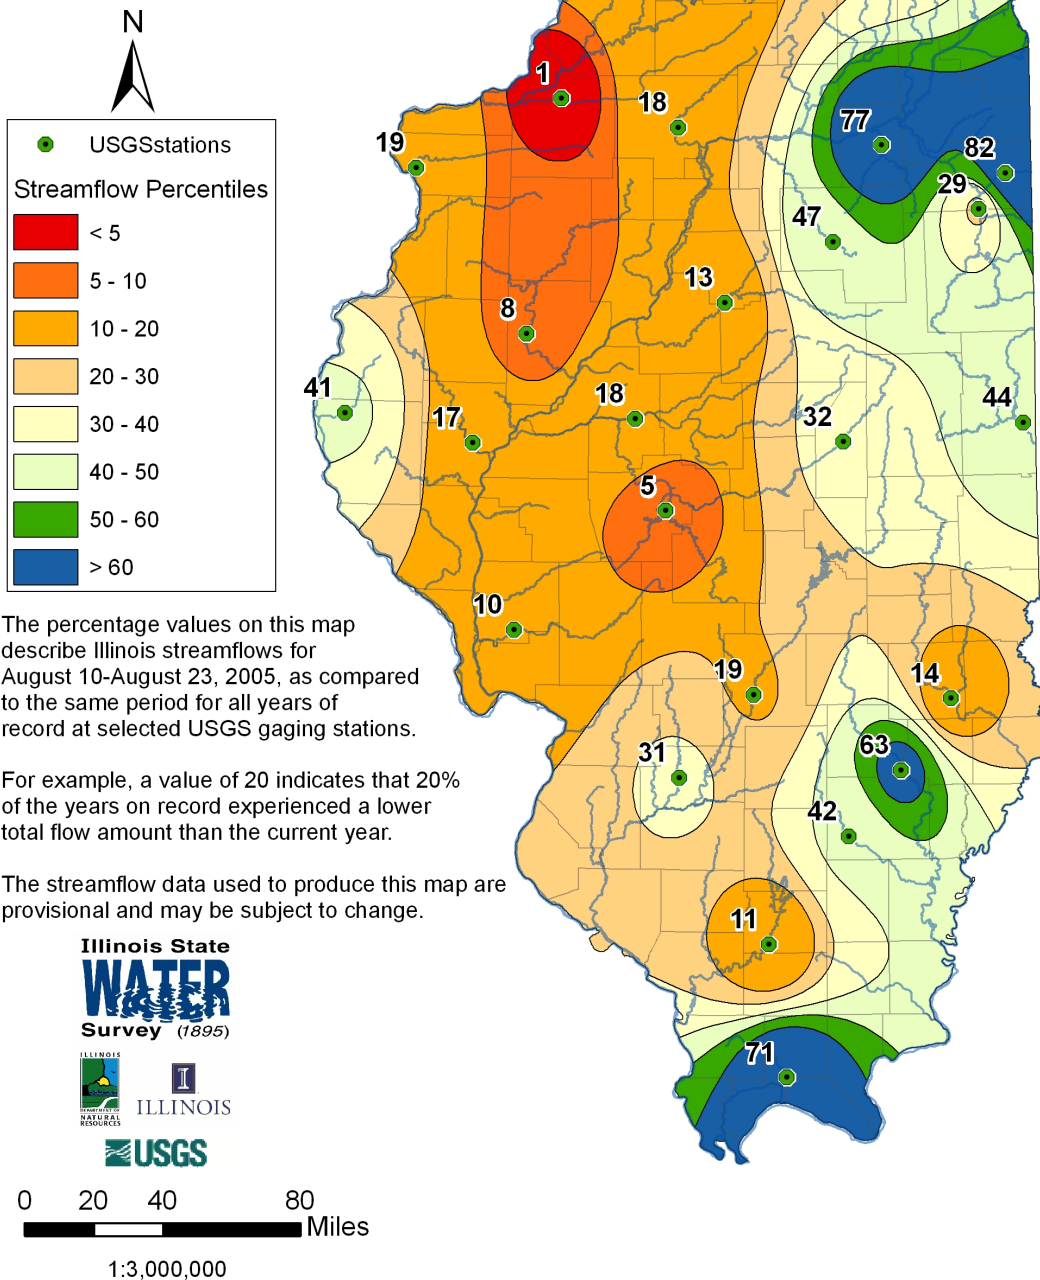 N
USGSstations
Streamflow Percentiles
< 5
5 - 10
10 - 20
20 - 30
30 - 40
40 - 50
50 - 60
> 60
1
18
19
77
82
29
47
13
8
41
17
18
32
44
5
10
19
14
31
63
42
11
71
The percentage values on this map
describe Illinois streamflows for
August 10-August 23, 2005, as compared
to the same period for all years of
record at selected USGS gaging stations.
For example, a value of 20 indicates that 20%
of the years on record experienced a lower
total flow amount than the current year.
The streamflow data used to produce this map are
provisional and may be subject to change.
Illinois State
WATER
Survey (1895)
ILLINOIS
DEPARTMENT OF
NATURAL
RESOURCES
I
ILLINOIS
USGS
0 20 40 80
Miles
1:3,000,000